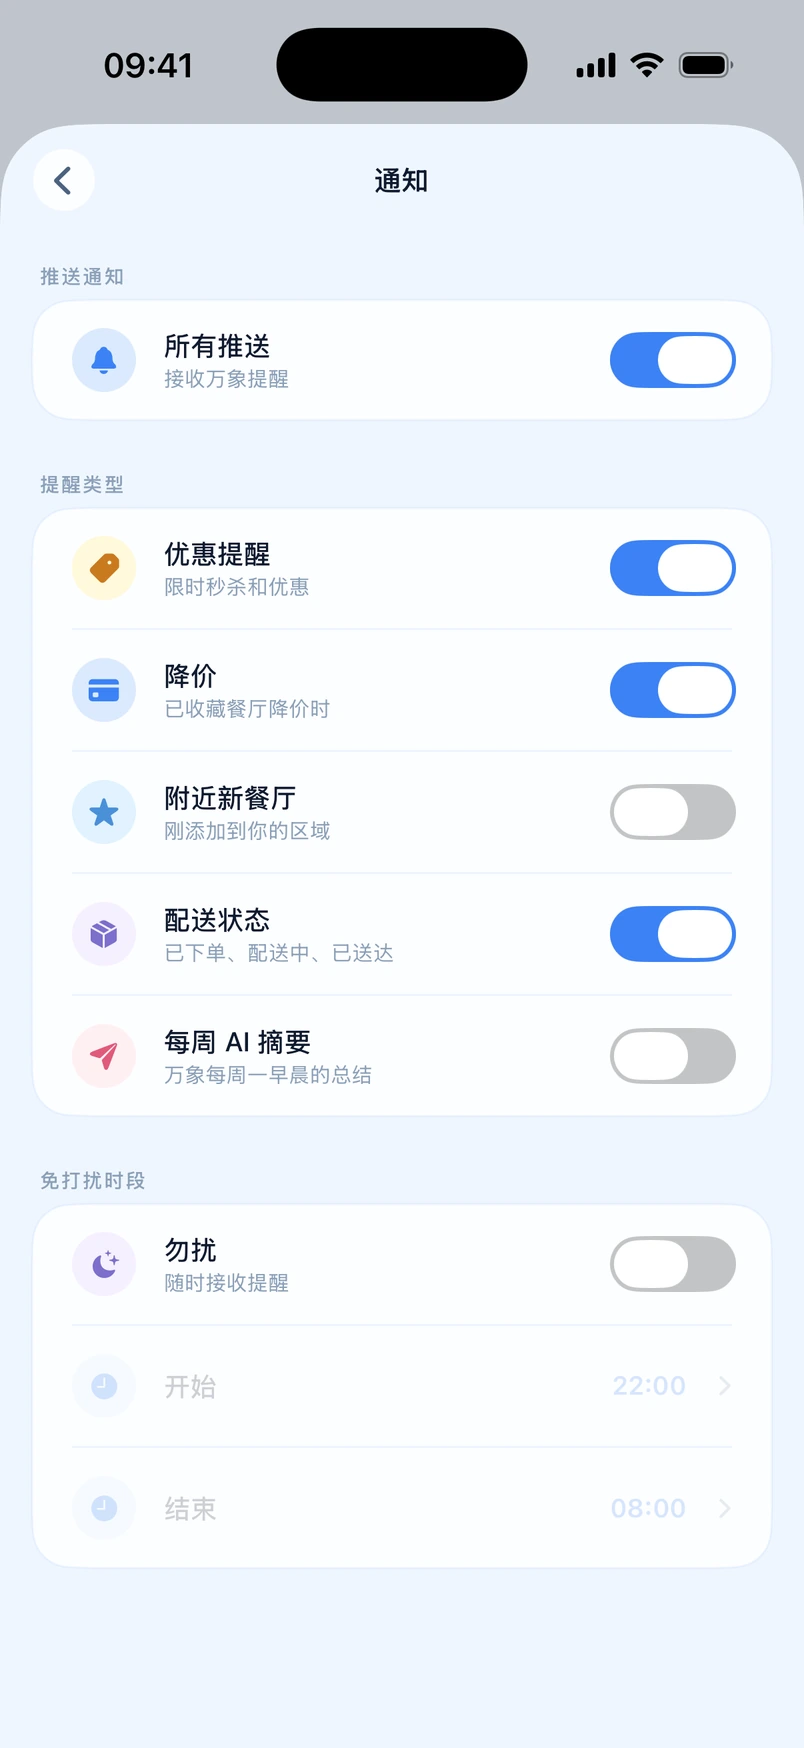 09:41
通知
推送通知
所有推送
接收万象提醒
提醒类型
优惠提醒
限时秒杀和优惠
降价
已收藏餐厅降价时
附近新餐厅
刚添加到你的区域
配送状态
已下单、配送中、已送达
每周 AI 摘要
万象每周一早晨的总结
免打扰时段
勿扰
随时接收提醒
开始 22:00
结束 08:00